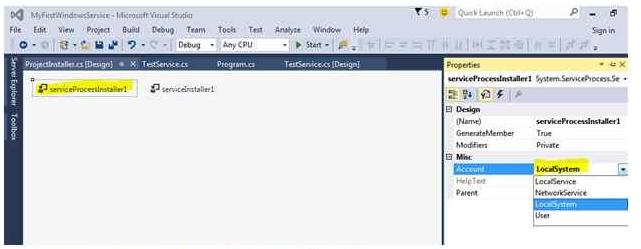 MyFirstWindowsService - Microsoft Visual Studio
5
Quick Launch (Ctrl+Q)
File Edit View Project Build Debug Team Tools Test Analyze Window Help
Sign in
Debug Any CPU Start
ProjectInstaller.cs [Design] TestService.cs Program.cs TestService.cs [Design]
Server Explorer
Toolbox
serviceProcessInstaller1 serviceInstaller1
Properties
serviceProcessInstaller1 System.ServiceProcess.Se
Design
(Name) serviceProcessInstaller1
GenerateMember True
Modifiers Private
Misc
Account LocalSystem
HelpText LocalService
Parent NetworkService
LocalSystem
User